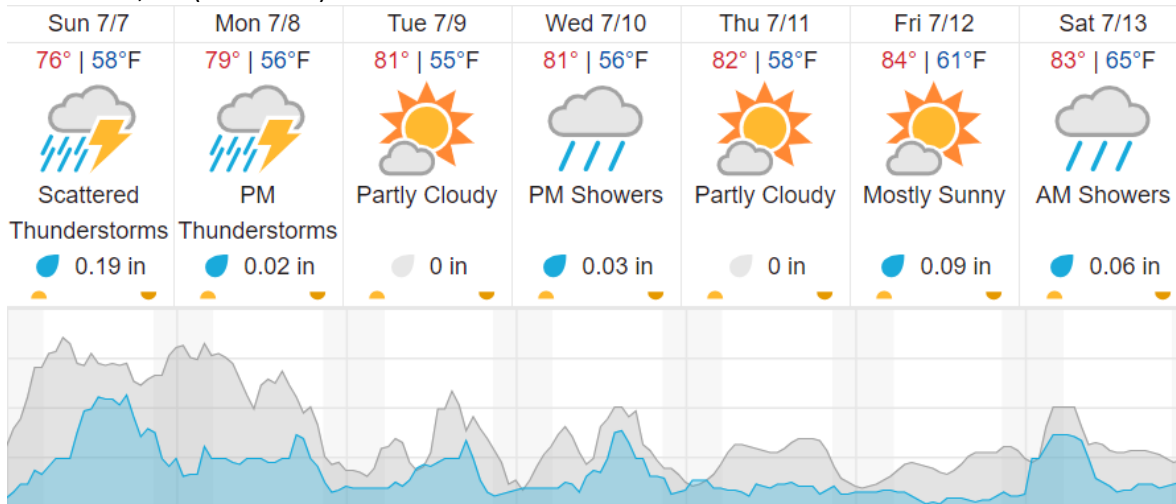 Sun 7/7 Mon 7/8 Tue 7/9 Wed 7/10 Thu 7/11 Fri 7/12 Sat 7/13
76° | 58°F 79° | 56°F 81° | 55°F 81° | 56°F 82° | 58°F 84° | 61°F 83° | 65°F
Scattered PM Partly Cloudy PM Showers Partly Cloudy Mostly Sunny AM Showers
Thunderstorms Thunderstorms
0.19 in 0.02 in 0 in 0.03 in 0 in 0.09 in 0.06 in